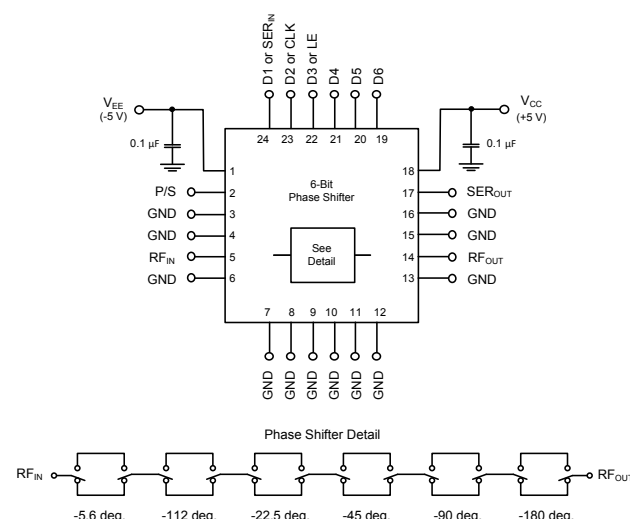 D1 or SER_IN
D2 or CLK
D3 or LE
D4
D5
D6
V_EE
(-5 V)
V_CC
(+5 V)
0.1 µF
0.1 µF
24 23 22 21 20 19
1
18
6-Bit
Phase Shifter
P/S 2
17 SER_OUT
GND 3
16 GND
GND 4
15 GND
See
Detail
RF_IN 5
14 RF_OUT
GND 6
13 GND
7 8 9 10 11 12
GND GND GND GND GND GND
Phase Shifter Detail
RF_IN
RF_OUT
-5.6 deg. -112 deg. -22.5 deg. -45 deg. -90 deg. -180 deg.